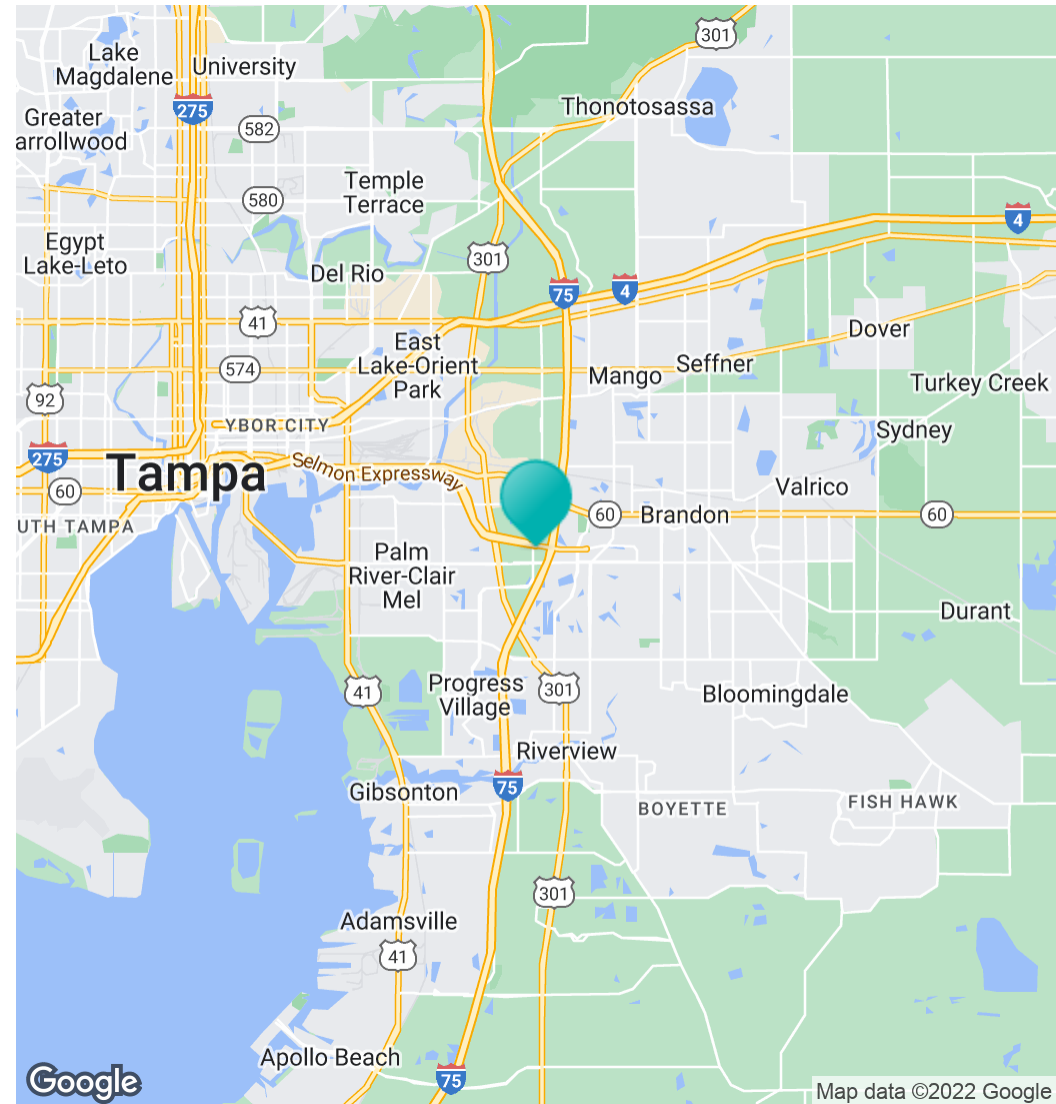 301
Lake
Magdalene
University
275
Thonotosassa
Greater
arrollwood
582
Temple
Terrace
580
4
Egypt
Lake-Leto
301
Del Rio
75
4
41
Dover
East
Lake-Orient
Park
574
Seffner
Mango
Turkey Creek
92
YBOR CITY
Sydney
275
Tampa
Selmon Expressway
Valrico
60
60
Brandon
60
UTH TAMPA
Palm
River-Clair
Mel
Durant
Progress
Village
41
301
Bloomingdale
Riverview
75
Gibsonton
BOYETTE
FISH HAWK
301
Adamsville
41
Apollo Beach
75
Google
Map data ©2022 Google